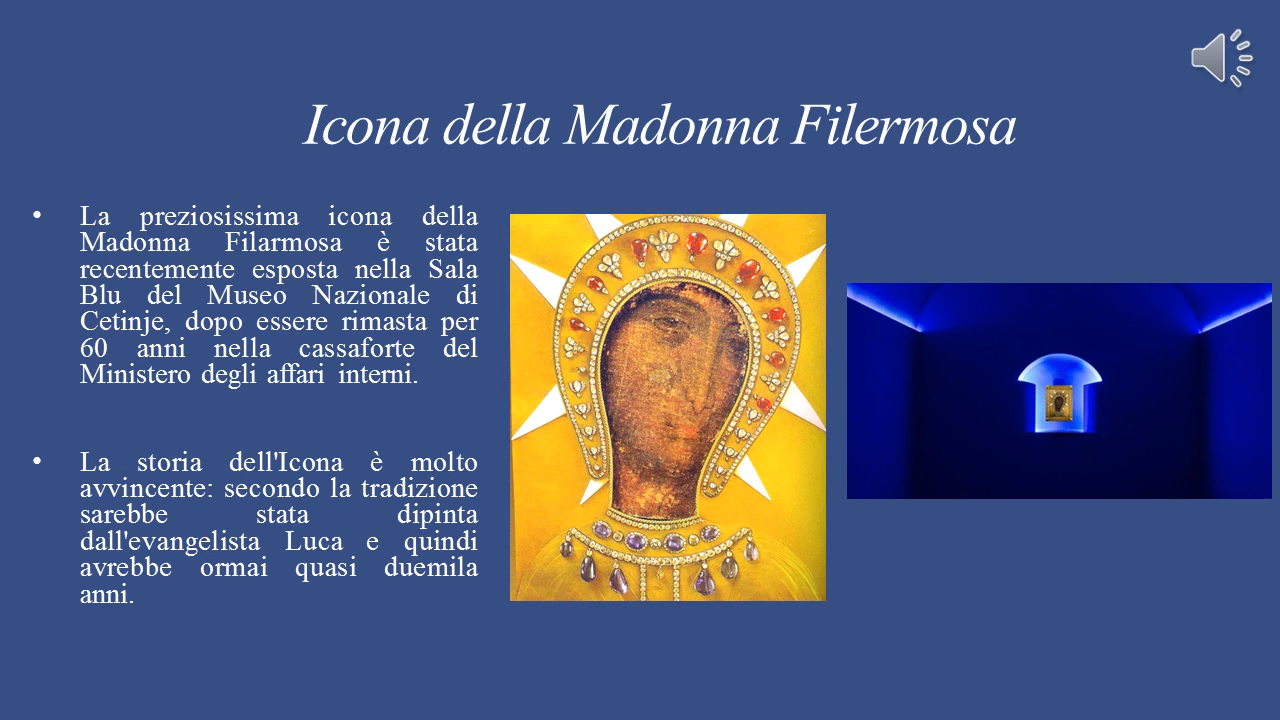 Icona della Madonna Filermosa
• La preziosissima icona della
Madonna Filarmosa è stata
recentemente esposta nella Sala
Blu del Museo Nazionale di
Cetinje, dopo essere rimasta per
60 anni nella cassaforte del
Ministero degli affari interni.
• La storia dell'Icona è molto
avvincente: secondo la tradizione
sarebbe stata dipinta
dall'evangelista Luca e quindi
avrebbe ormai quasi duemila
anni.